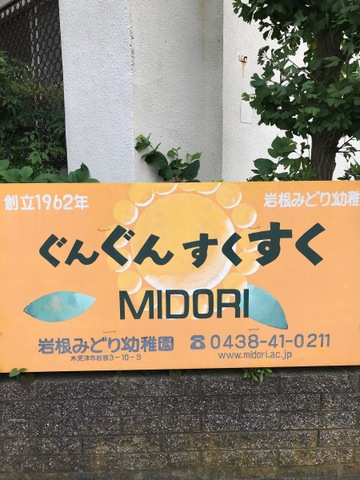 創立1962年 岩根みどり幼稚
ぐんぐん すくすく
MIDORI
岩根みどり幼稚園 ☎0438-41-0211
木更津市岩根3-10-9 www.midori.ac.jp